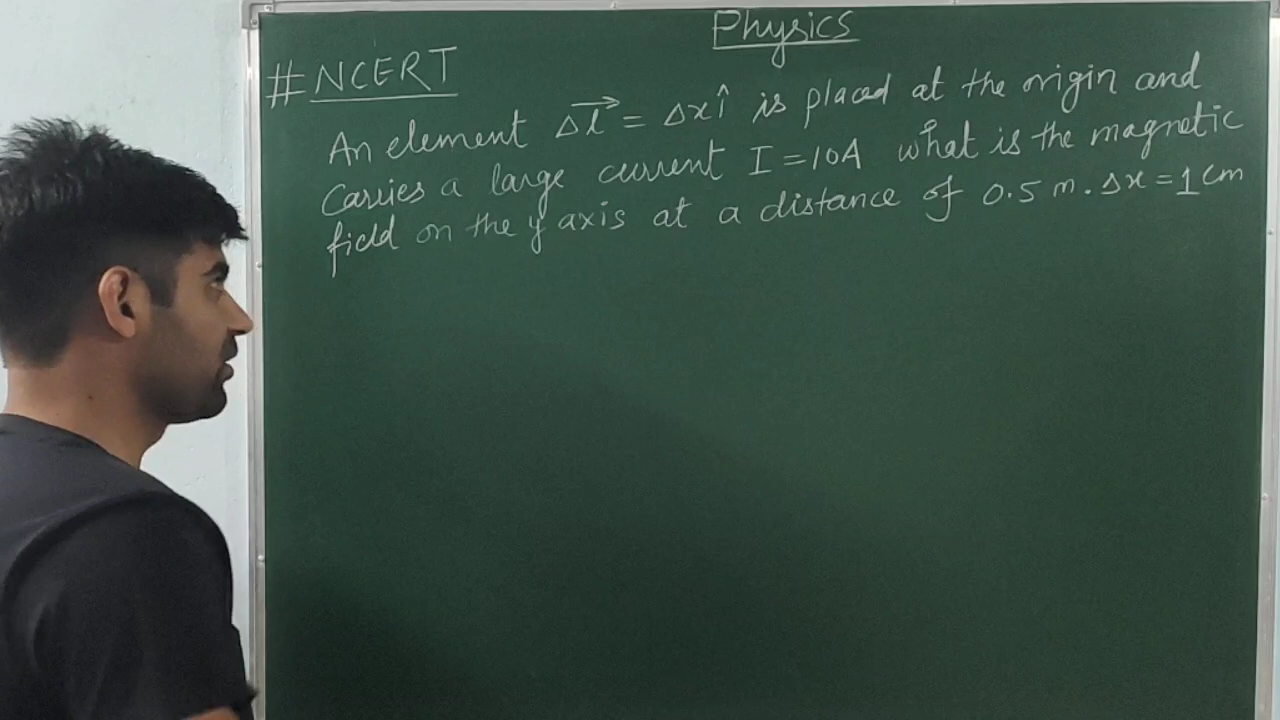 Physics
#NCERT
An element Δl⃗ = Δx î is placed at the origin and
carries a large current I = 10A what is the magnetic
field on the y axis at a distance of 0.5 m. Δx = 1 cm